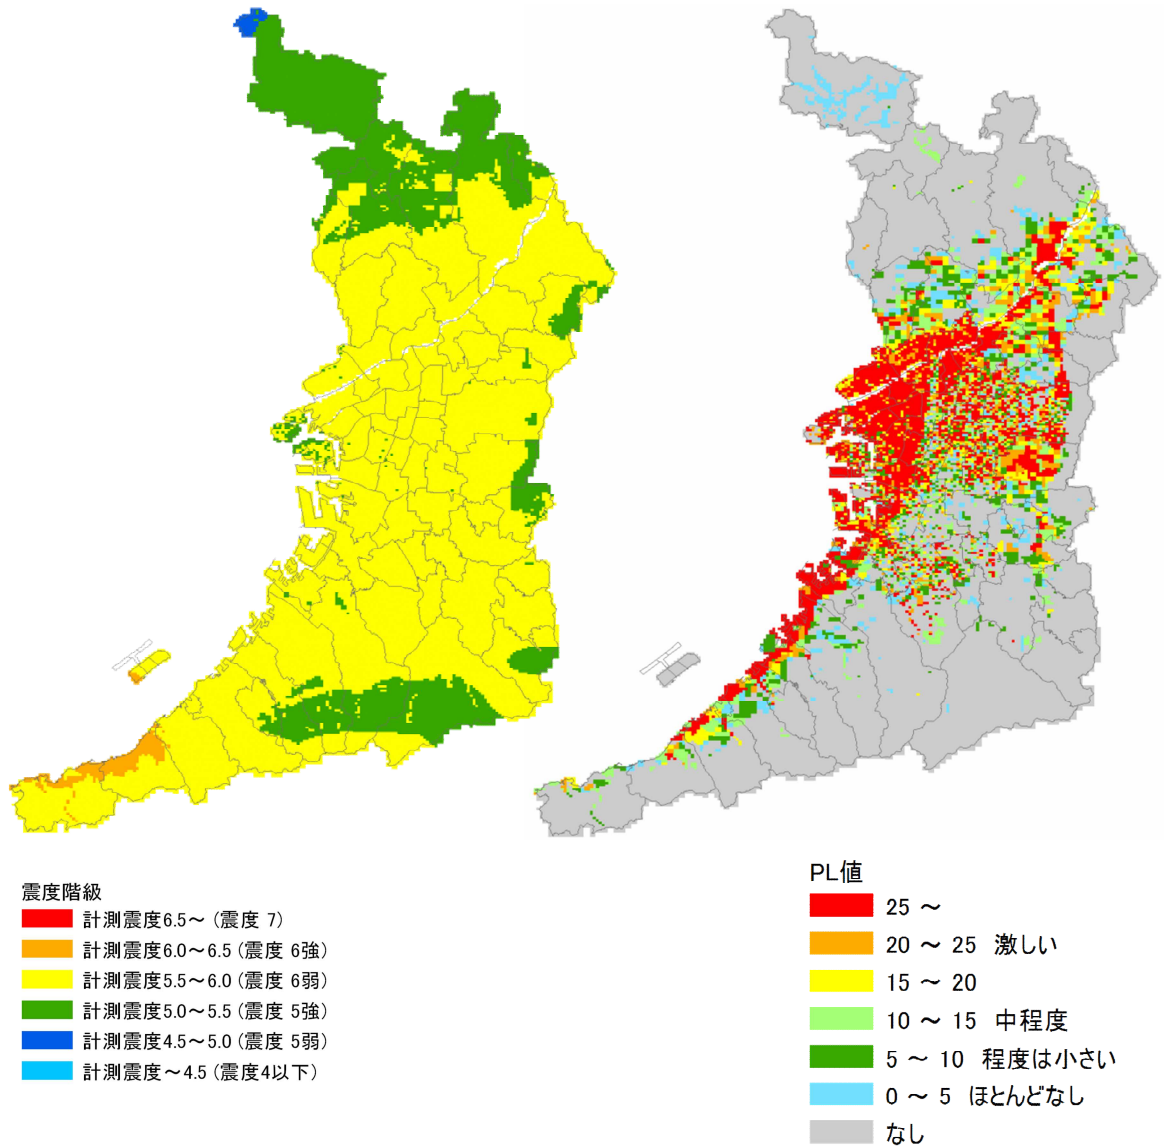 震度階級
計測震度6.5～ (震度 7)
計測震度6.0～6.5 (震度 6強)
計測震度5.5～6.0 (震度 6弱)
計測震度5.0～5.5 (震度 5強)
計測震度4.5～5.0 (震度 5弱)
計測震度～4.5 (震度4以下)
PL値
25 ～
20 ～ 25 激しい
15 ～ 20
10 ～ 15 中程度
5 ～ 10 程度は小さい
0 ～ 5 ほとんどなし
なし